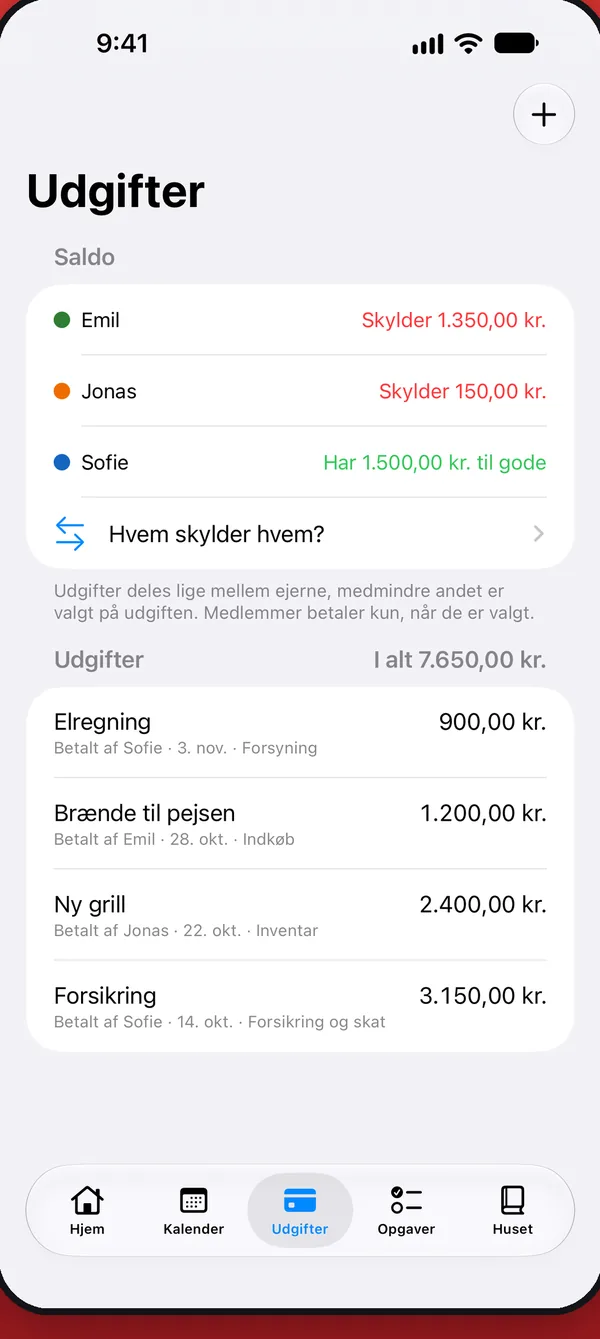 9:41
Udgifter
Saldo
Emil Skylder 1.350,00 kr.
Jonas Skylder 150,00 kr.
Sofie Har 1.500,00 kr. til gode
Hvem skylder hvem?
Udgifter deles lige mellem ejerne, medmindre andet er
valgt på udgiften. Medlemmer betaler kun, når de er valgt.
Udgifter I alt 7.650,00 kr.
Elregning 900,00 kr.
Betalt af Sofie · 3. nov. · Forsyning
Brænde til pejsen 1.200,00 kr.
Betalt af Emil · 28. okt. · Indkøb
Ny grill 2.400,00 kr.
Betalt af Jonas · 22. okt. · Inventar
Forsikring 3.150,00 kr.
Betalt af Sofie · 14. okt. · Forsikring og skat
Hjem Kalender Udgifter Opgaver Huset